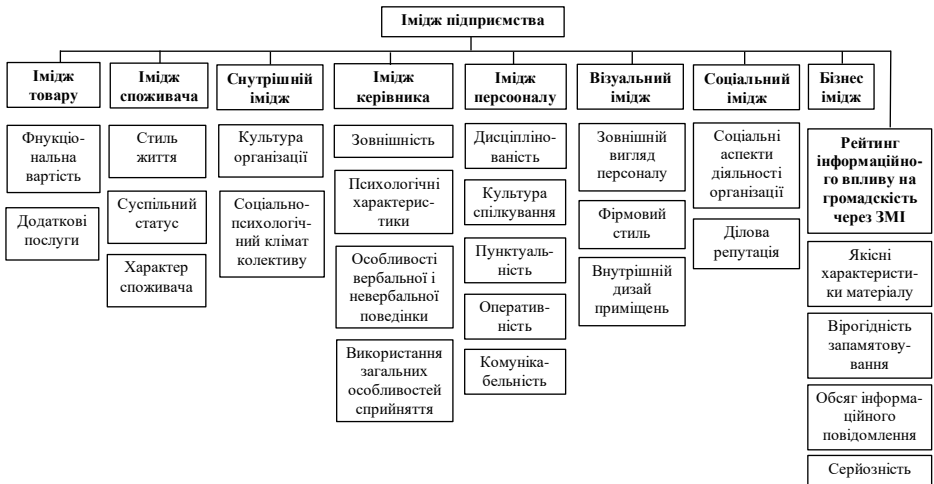 Імідж підприємства
Імідж
товару
Імідж
споживача
Снутрішній
імідж
Імідж
керівника
Імідж
персооналу
Візуальний
імідж
Соціальний
імідж
Бізнес
імідж
Фнукціо-
нальна
вартість
Додаткові
послуги
Стиль
життя
Суспільний
статус
Характер
споживача
Культура
організації
Соціально-
психологіч-
ний клімат
колективу
Зовнішність
Психологічні
характерис-
тики
Особливості
вербальної і
невербальної
поведінки
Використання
загальних
особливостей
сприйняття
Дисціпліно-
ваність
Культура
спілкування
Пунктуаль-
ність
Оператив-
ність
Комуніка-
бельність
Зовнішній
вигляд
персоналу
Фірмовий
стиль
Внутрішній
дизай
приміщень
Соціальні
аспекти
діяльності
організації
Ділова
репутація
Рейтинг
інформаційно-
го впливу на
громадскість
через ЗМІ
Якісні
характеристи-
ки матеріалу
Вірогідність
запамятову-
вання
Обсяг інформа-
ційного
повідомлення
Серйозність